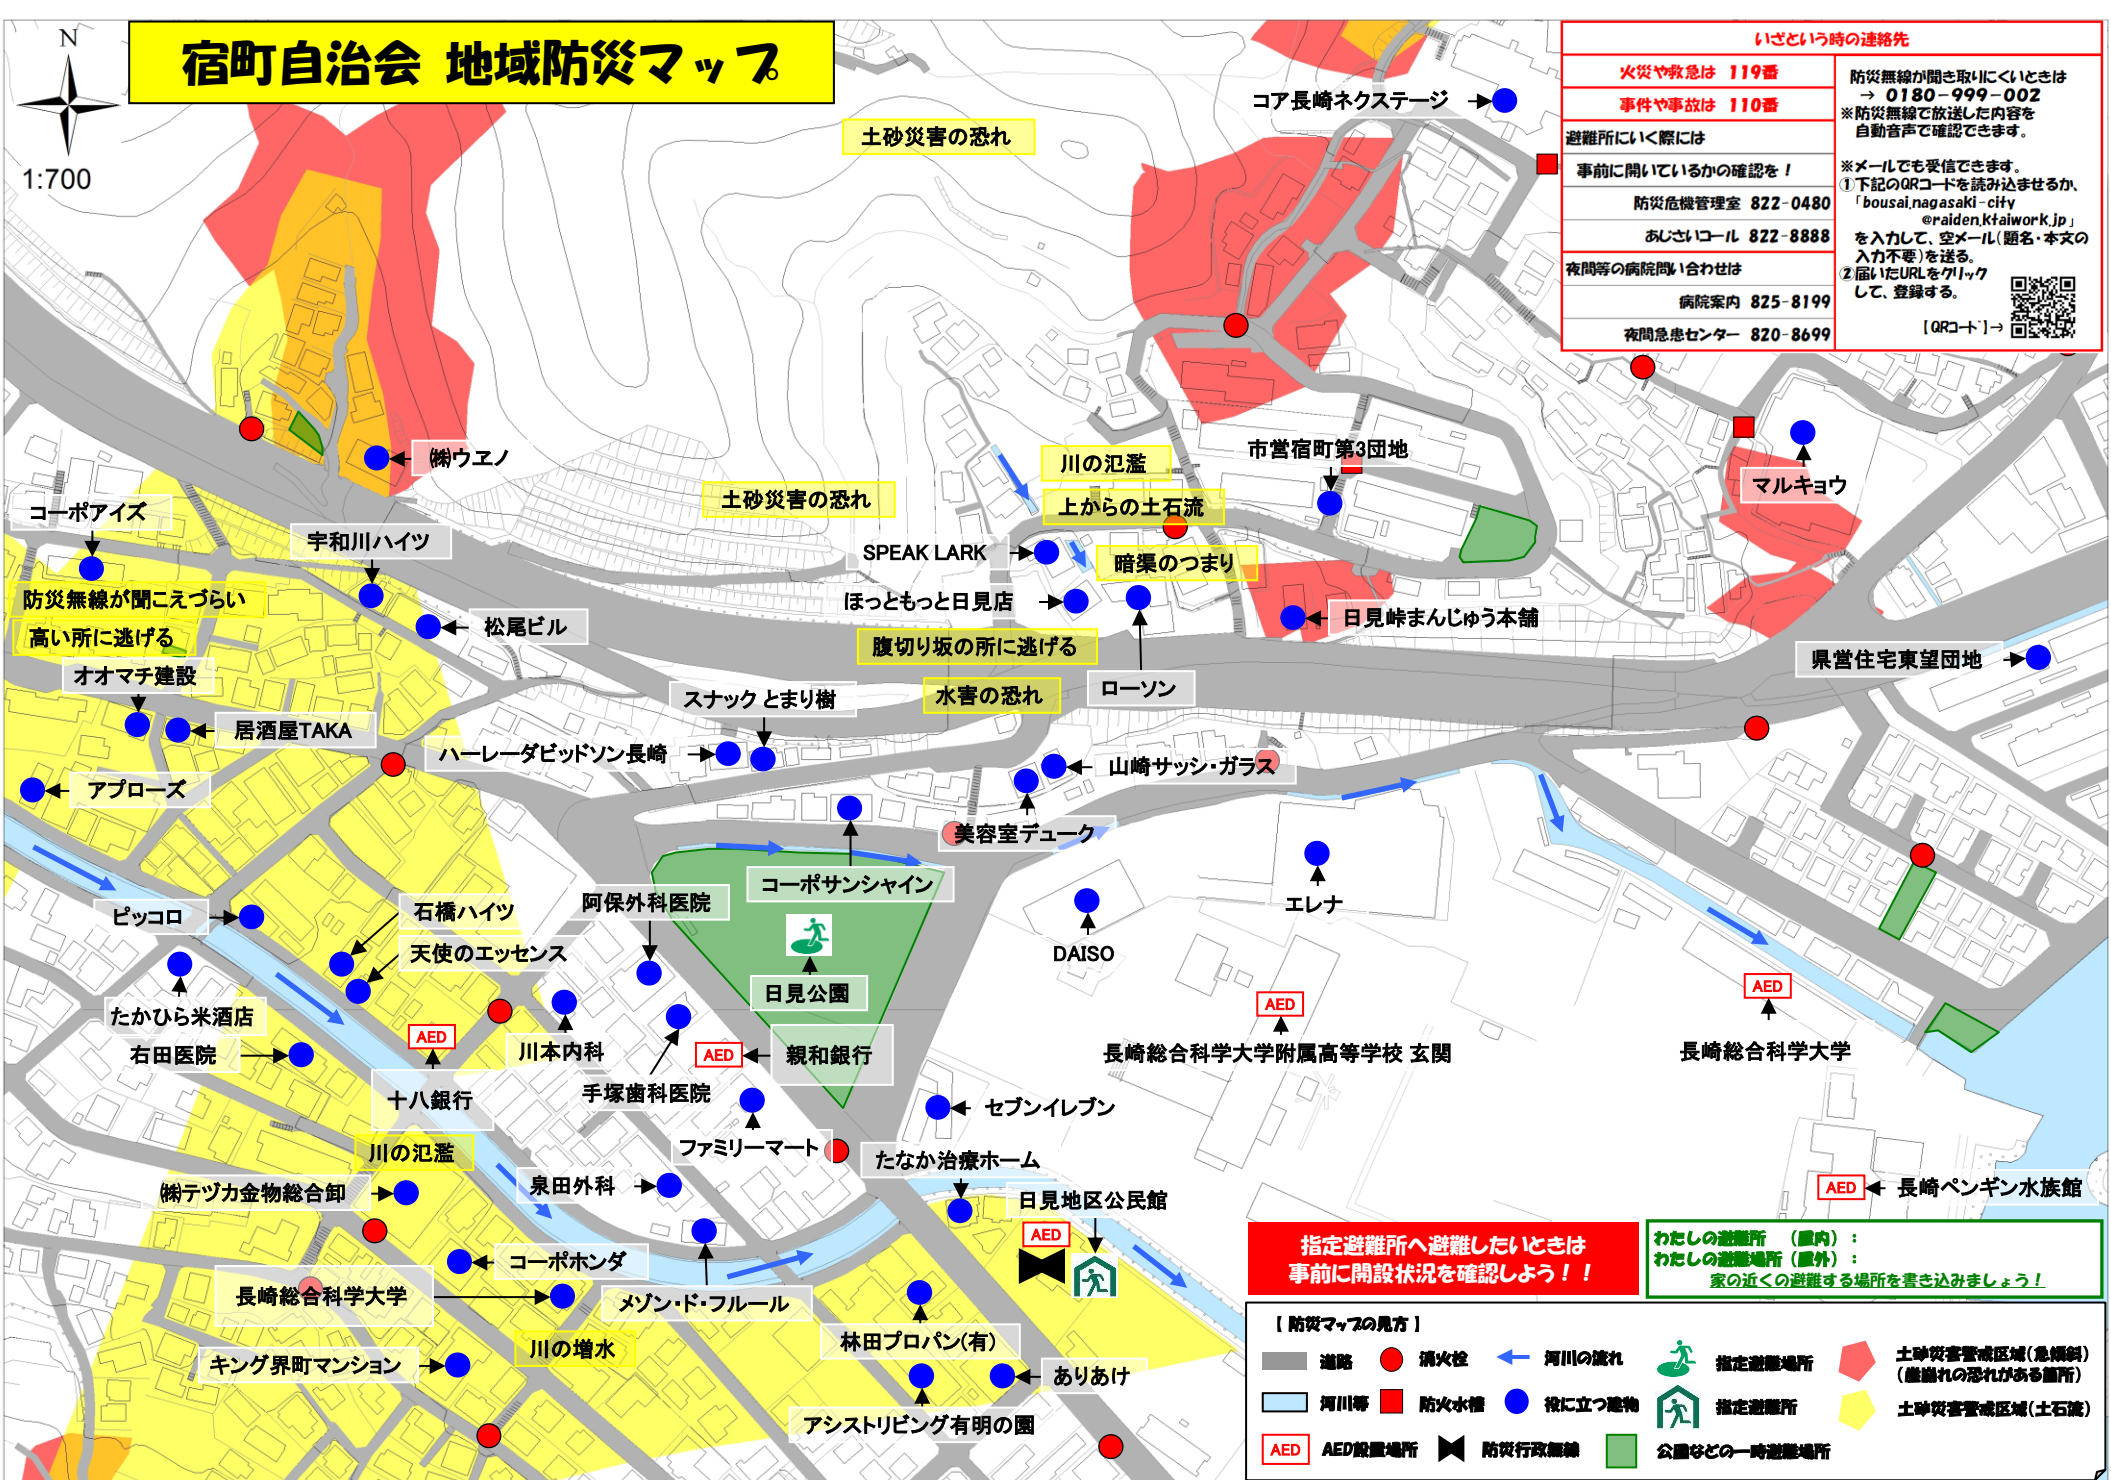 宿町自治会 地域防災マップ
N
1:700
いざという時の連絡先
火災や救急は 119番
事件や事故は 110番
避難所にいく際には
事前に開いているかの確認を!
防災危機管理室 822-0480
あじさいコール 822-8888
夜間等の病院問い合わせは
病院案内 825-8199
夜間急患センター 820-8699
防災無線が聞き取りにくいときは
→ 0180-999-002
※防災無線で放送した内容を
自動音声で確認できます。
※メールでも受信できます。
①下記のQRコードを読み込ませるか、
「bousai.nagasaki-city
@raiden.ktaiwork.jp」
を入力して、空メール(題名・本文の
入力不要)を送る。
②届いたURLをクリック
して、登録する。
【QRコード】→
コア長崎ネクステージ
土砂災害の恐れ
㈱ウエノ
川の氾濫
市営宿町第3団地
マルキョウ
土砂災害の恐れ
上からの土石流
コーポアイズ
宇和川ハイツ
SPEAK LARK
暗渠のつまり
防災無線が聞こえづらい
ほっともっと日見店
日見峠まんじゅう本舗
高い所に逃げる
松尾ビル
腹切り坂の所に逃げる
県営住宅東望団地
オオマチ建設
スナック とまり樹
水害の恐れ
ローソン
居酒屋TAKA
ハーレーダビッドソン長崎
山崎サッシ・ガラス
アプローズ
美容室デューク
コーポサンシャイン
エレナ
ピッコロ
石橋ハイツ
阿保外科医院
天使のエッセンス
DAISO
日見公園
たかひら米酒店
AED
AED
AED
右田医院
AED
川本内科
親和銀行
長崎総合科学大学附属高等学校 玄関
長崎総合科学大学
十八銀行
手塚歯科医院
セブンイレブン
川の氾濫
ファミリーマート
たなか治療ホーム
㈱テヅカ金物総合卸
泉田外科
日見地区公民館
AED
長崎ペンギン水族館
AED
コーポホンダ
長崎総合科学大学
メゾン・ド・フルール
川の増水
林田プロパン(有)
キング界町マンション
ありあけ
アシストリビング有明の園
指定避難所へ避難したいときは
事前に開設状況を確認しよう!!
わたしの避難所 (屋内):
わたしの避難場所(屋外):
家の近くの避難する場所を書き込みましょう!
【防災マップの見方】
道路
消火栓
河川の流れ
指定避難場所
土砂災害警戒区域(急傾斜)
(崖崩れの恐れがある箇所)
河川等
防火水槽
役に立つ建物
指定避難所
土砂災害警戒区域(土石流)
AED
AED設置場所
防災行政無線
公園などの一時避難場所